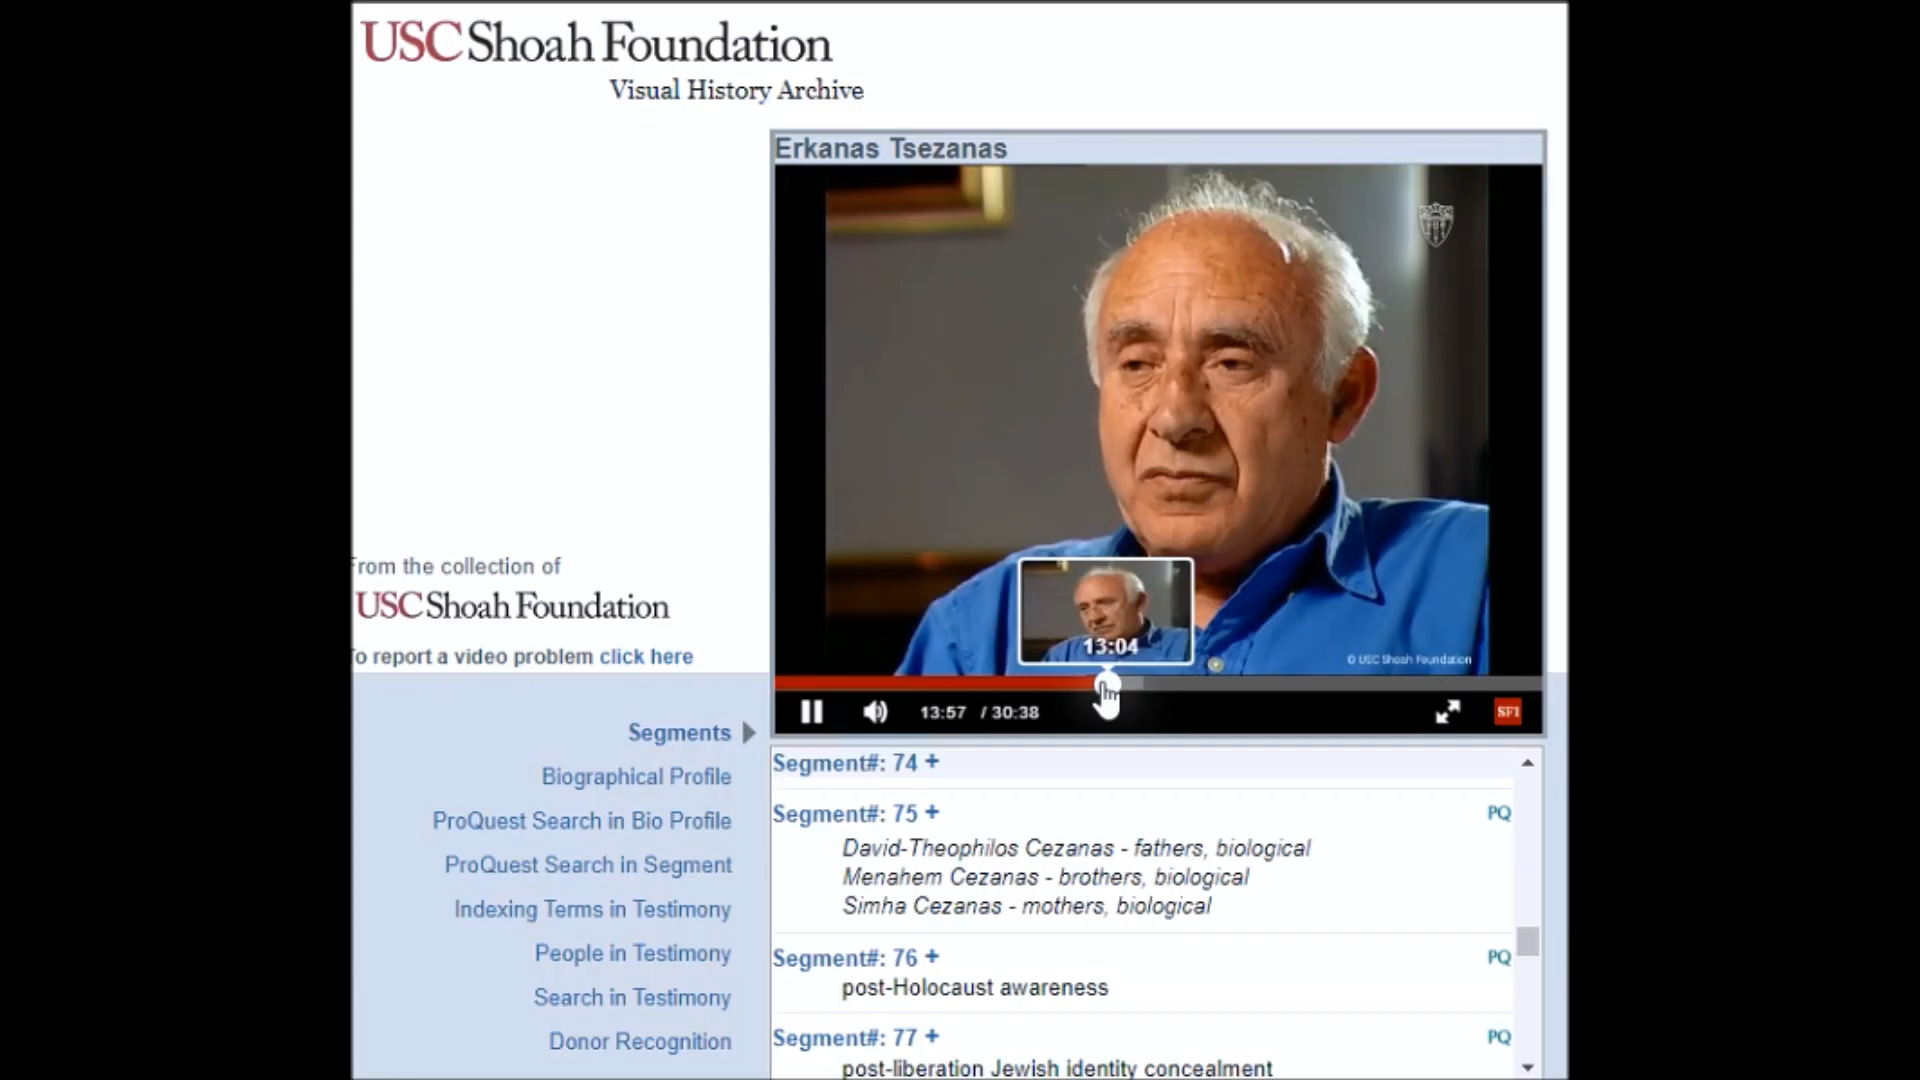 USC Shoah Foundation
Visual History Archive
Erkanas Tsezanas
© USC Shoah Foundation
13:04
13:57 / 30:38
SFI
From the collection of
USC Shoah Foundation
To report a video problem click here
Segments
Biographical Profile
ProQuest Search in Bio Profile
ProQuest Search in Segment
Indexing Terms in Testimony
People in Testimony
Search in Testimony
Donor Recognition
Segment#: 74 +
Segment#: 75 + PQ
David-Theophilos Cezanas - fathers, biological
Menahem Cezanas - brothers, biological
Simha Cezanas - mothers, biological
Segment#: 76 + PQ
post-Holocaust awareness
Segment#: 77 + PQ
post-liberation Jewish identity concealment